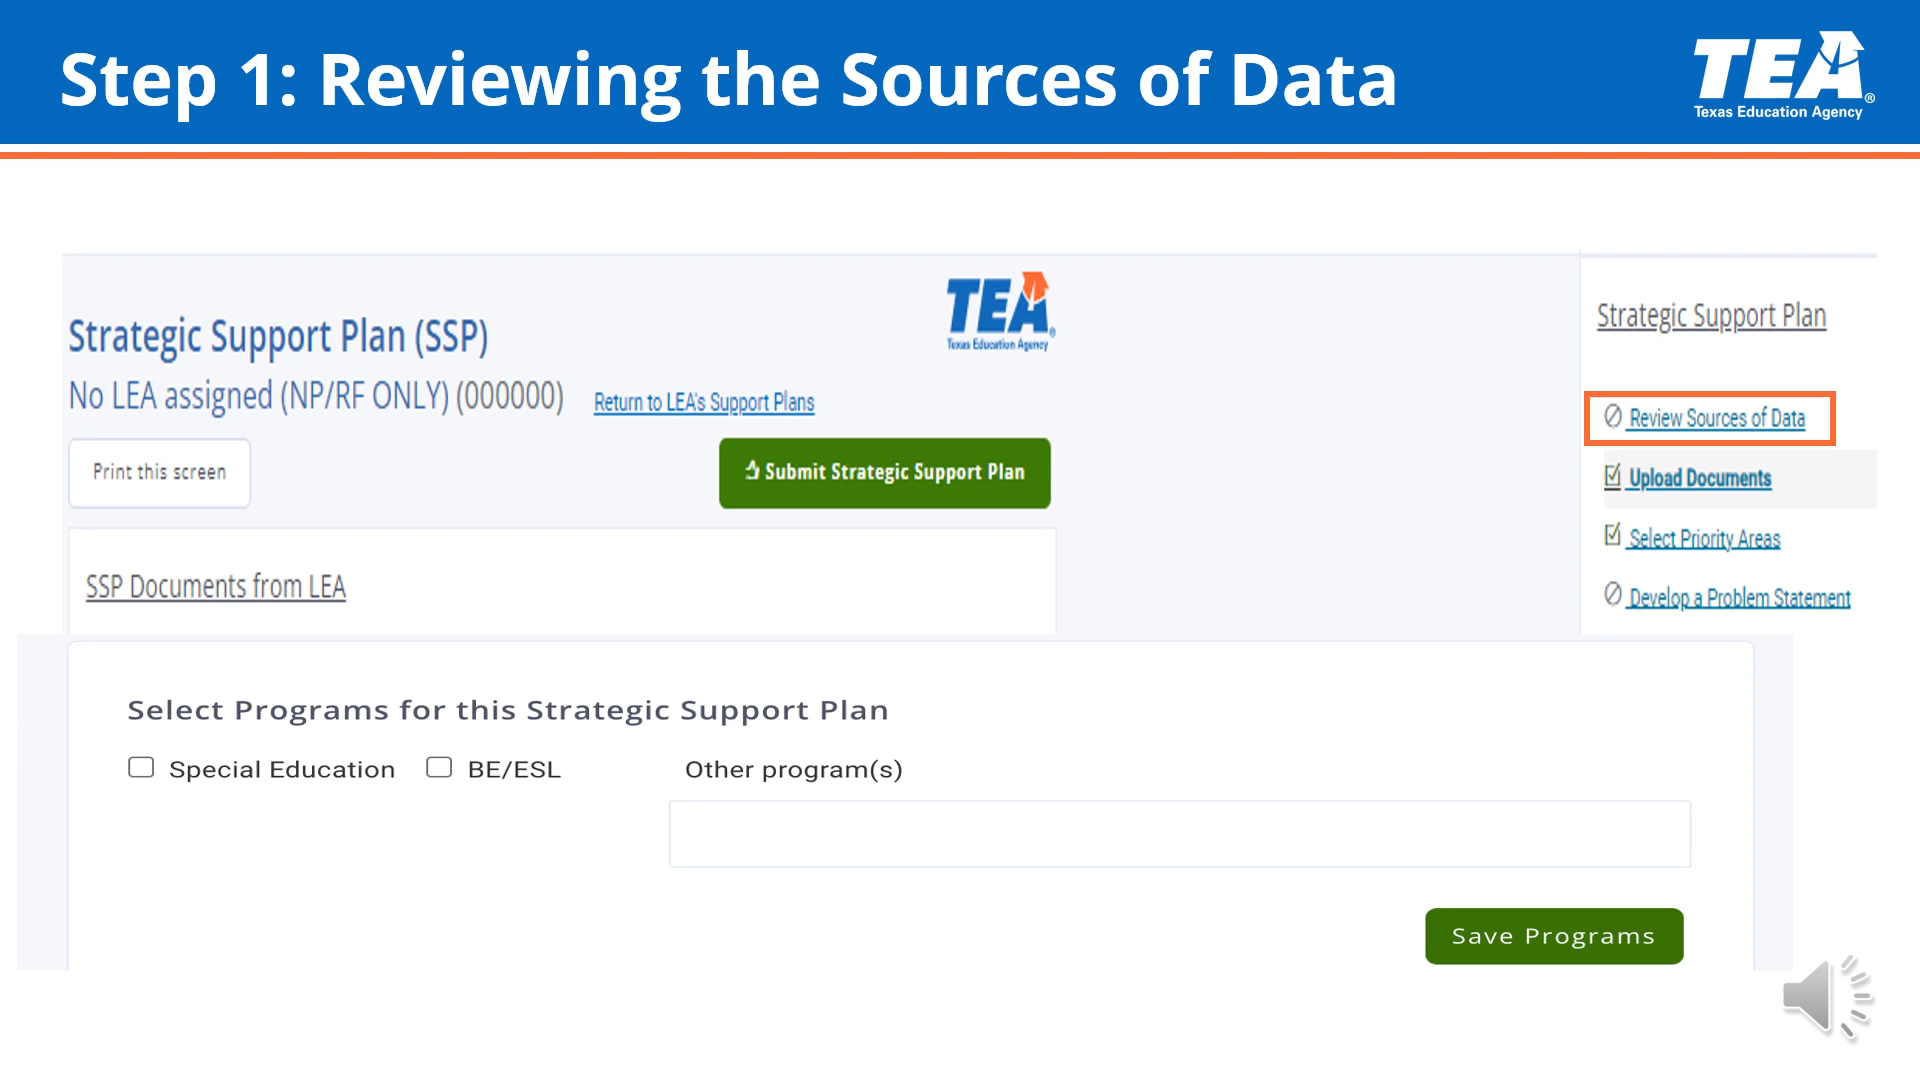 Step 1: Reviewing the Sources of Data
TEA®
Texas Education Agency
Strategic Support Plan (SSP)
TEA®
Texas Education Agency
No LEA assigned (NP/RF ONLY) (000000)
Return to LEA's Support Plans
Print this screen
Submit Strategic Support Plan
SSP Documents from LEA
Strategic Support Plan
Review Sources of Data
Upload Documents
Select Priority Areas
Develop a Problem Statement
Select Programs for this Strategic Support Plan
Special Education
BE/ESL
Other program(s)
Save Programs